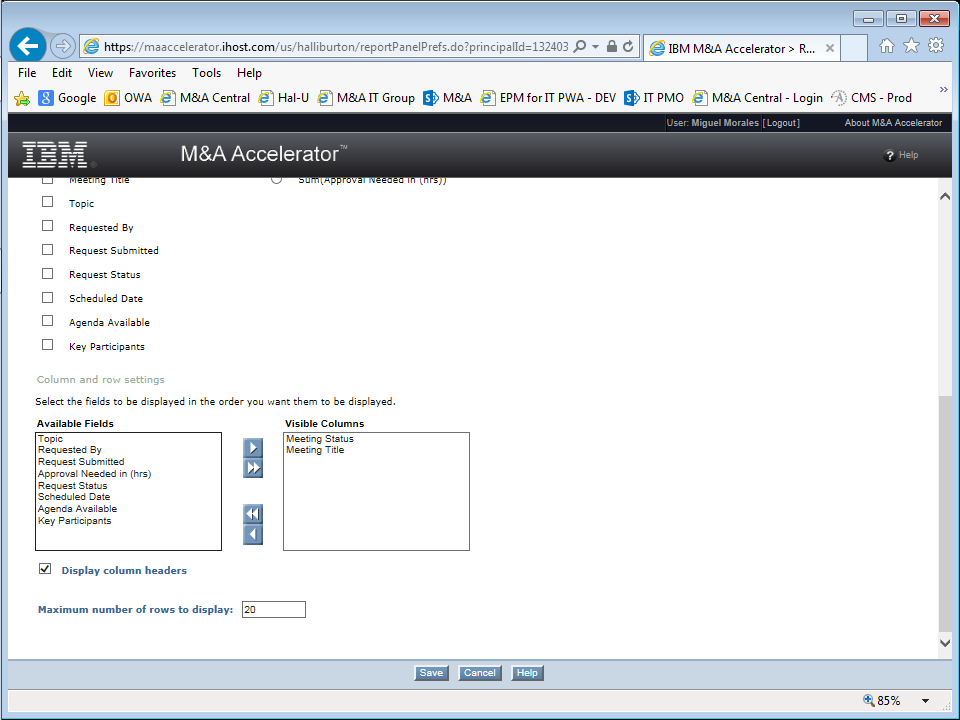 https://maaccelerator.ihost.com/us/halliburton/reportPanelPrefs.do?principalId=132403
IBM M&A Accelerator > R...
File Edit View Favorites Tools Help
Google OWA M&A Central Hal-U M&A IT Group M&A EPM for IT PWA - DEV IT PMO M&A Central - Login CMS - Prod
User: Miguel Morales [Logout] About M&A Accelerator
IBM M&A Accelerator™ ? Help
Meeting Title Sum(Approval Needed in (hrs))
Topic
Requested By
Request Submitted
Request Status
Scheduled Date
Agenda Available
Key Participants
Column and row settings
Select the fields to be displayed in the order you want them to be displayed.
Available Fields Visible Columns
Topic Meeting Status
Requested By Meeting Title
Request Submitted
Approval Needed in (hrs)
Request Status
Scheduled Date
Agenda Available
Key Participants
Display column headers
Maximum number of rows to display: 20
Save Cancel Help
85%